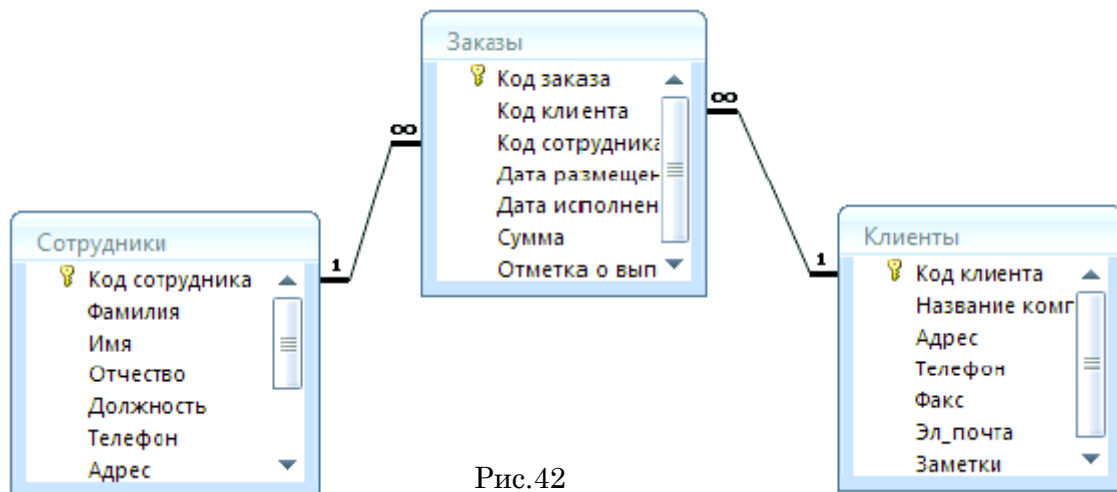 Заказы
Код заказа
Код клиента
Код сотрудника
Дата размещен
Дата исполнен
Сумма
Отметка о вып
∞
∞
Сотрудники
Код сотрудника
Фамилия
Имя
Отчество
Должность
Телефон
Адрес
1
Клиенты
Код клиента
Название комп
Адрес
Телефон
Факс
Эл_почта
Заметки
1
Рис.42